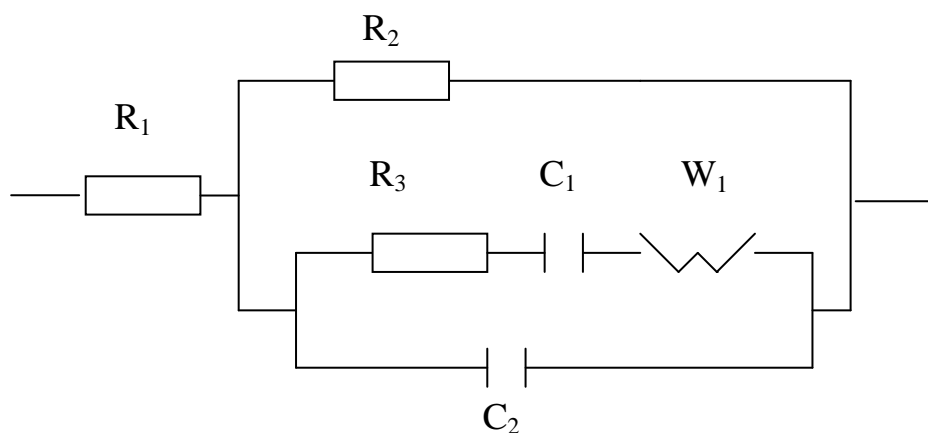 R₂
R₁
R₃ C₁ W₁
C₂